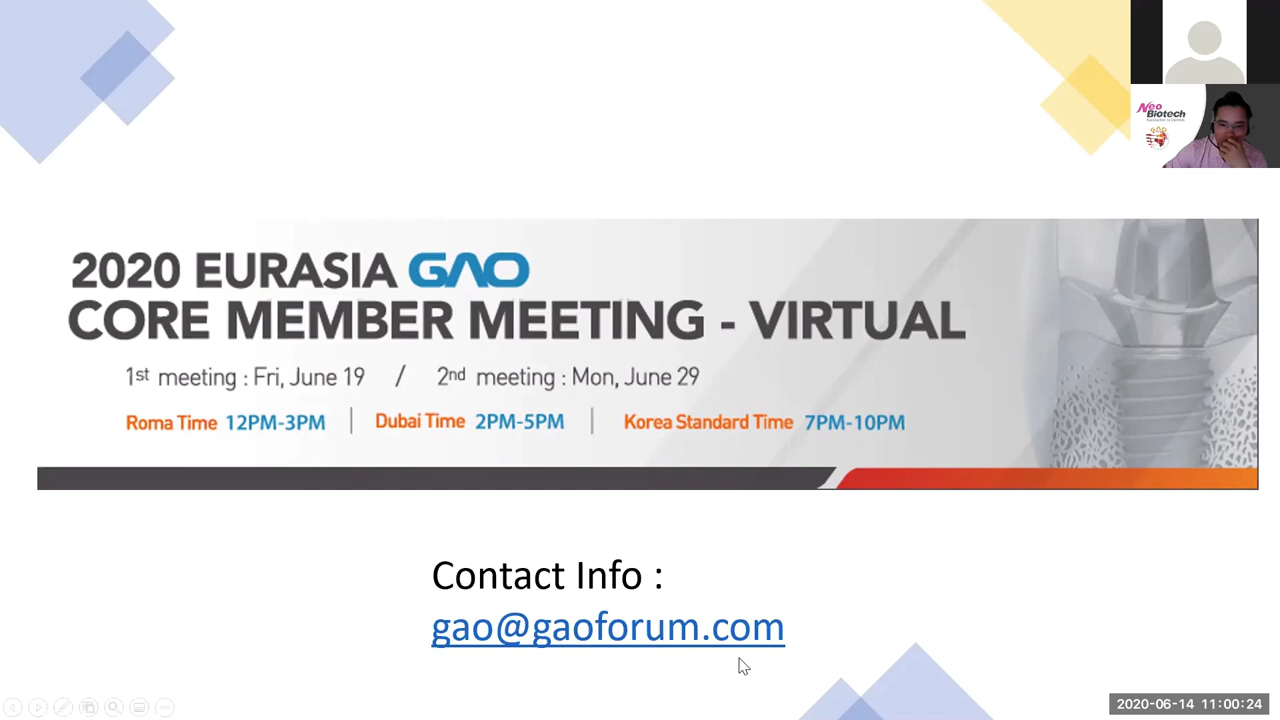 Neo
Biotech
2020 EURASIA GAO
CORE MEMBER MEETING - VIRTUAL
1st meeting : Fri, June 19 / 2nd meeting : Mon, June 29
Roma Time 12PM-3PM | Dubai Time 2PM-5PM | Korea Standard Time 7PM-10PM
Contact Info :
gao@gaoforum.com
2020-06-14 11:00:24